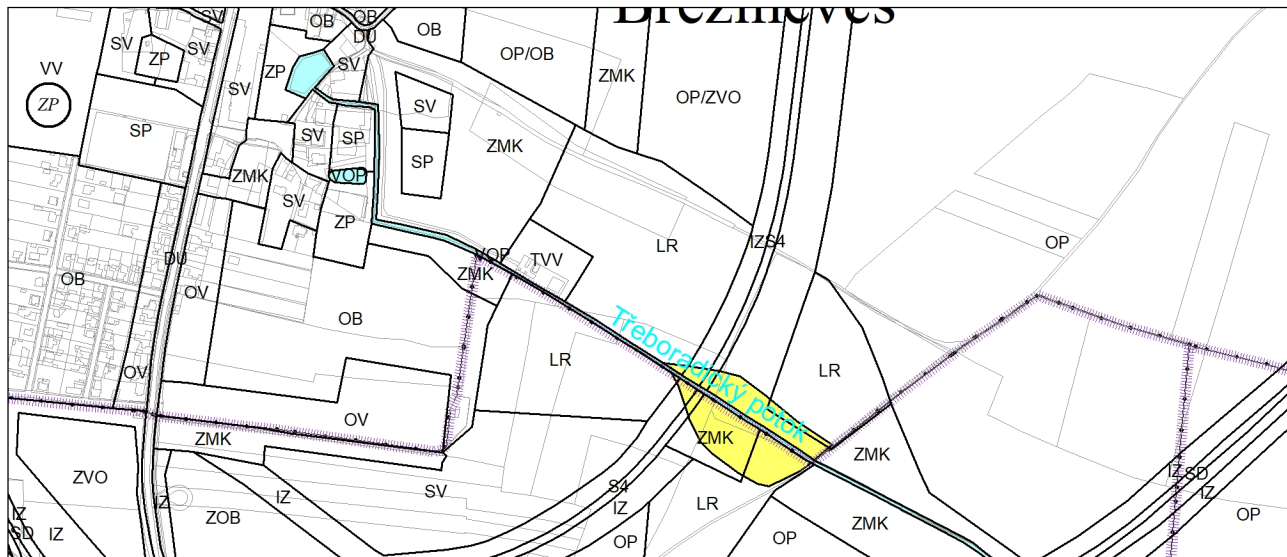 Březiněves
SV
OB
OB
DU
OB
OP/OB
ZMK
OP/ZVO
SV
ZP
SV
VV
ZP
SV
ZP
SV
SV
SP
SV
SP
SP
ZMK
ZMK
VOP
SV
ZP
LR
IZS4
OP
DU
OB
OV
VOP
ZMK
TVV
OB
Třeboradický potok
LR
LR
OV
OV
ZMK
ZMK
ZMK
ZVO
IZ
SD
IZ
IZ
ZOB
IZ
SV
S4
IZ
LR
OP
OP
ZMK
IZ
SD
IZ
OP